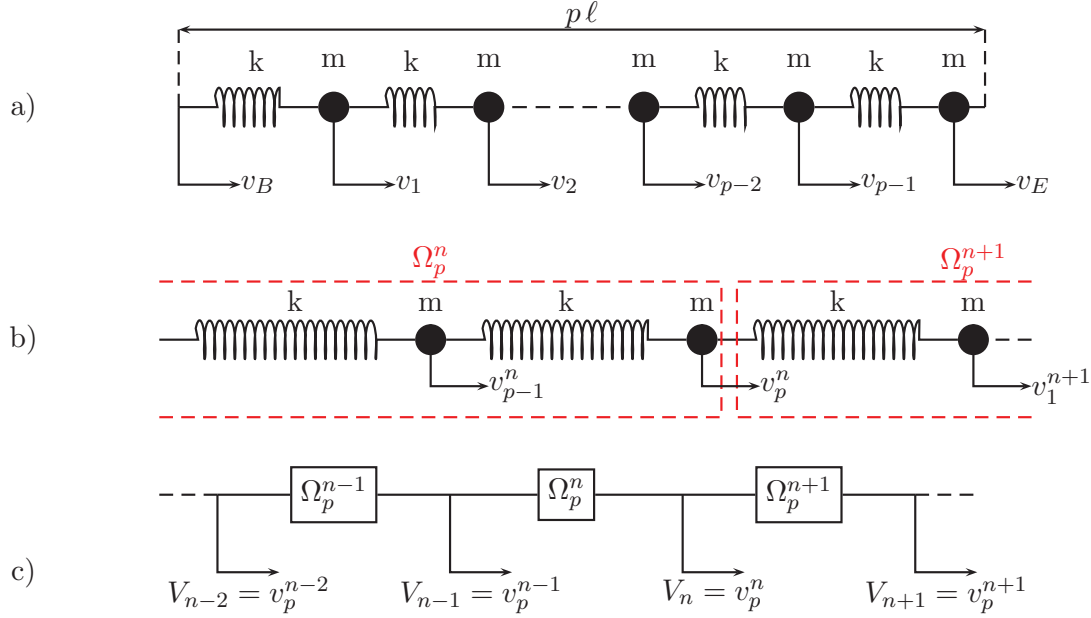 p ℓ
k m k m k m k m
a)
v_B v_1 v_2 v_{p−2} v_{p−1} v_E
Ω_p^n Ω_p^{n+1}
k m k m k m
b)
v_{p−1}^n v_p^n v_1^{n+1}
Ω_p^{n−1} Ω_p^n Ω_p^{n+1}
c)
V_{n−2} = v_p^{n−2} V_{n−1} = v_p^{n−1} V_n = v_p^n V_{n+1} = v_p^{n+1}